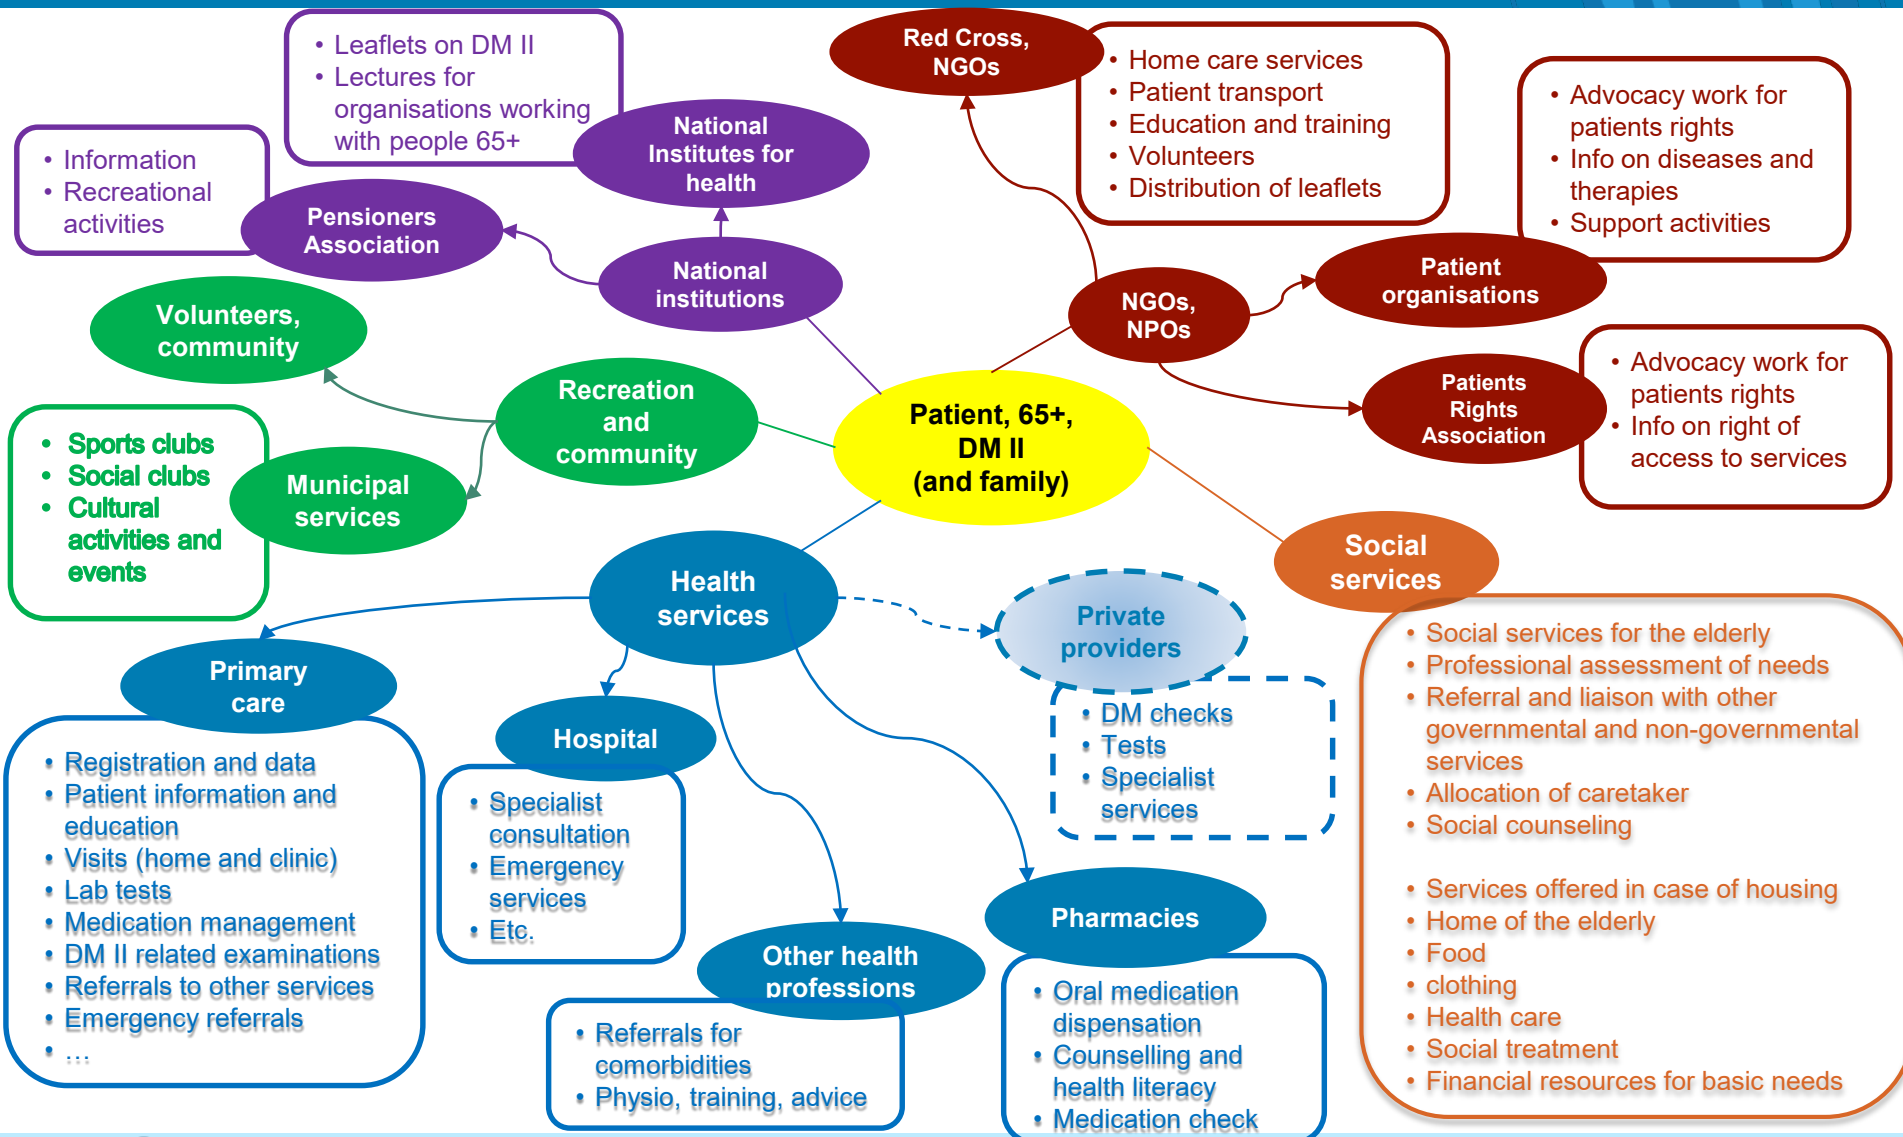 • Leaflets on DM II
• Lectures for
organisations working
with people 65+
National
Institutes for
health
• Information
• Recreational
activities
Pensioners
Association
National
institutions
Red Cross,
NGOs
• Home care services
• Patient transport
• Education and training
• Volunteers
• Distribution of leaflets
• Advocacy work for
patients rights
• Info on diseases and
therapies
• Support activities
Patient
organisations
NGOs,
NPOs
• Advocacy work for
patients rights
• Info on right of
access to services
Patients
Rights
Association
Volunteers,
community
Recreation
and
community
• Sports clubs
• Social clubs
• Cultural
activities and
events
Municipal
services
Patient, 65+,
DM II
(and family)
Social
services
• Social services for the elderly
• Professional assessment of needs
• Referral and liaison with other
governmental and non-governmental
services
• Allocation of caretaker
• Social counseling
• Services offered in case of housing
• Home of the elderly
• Food
• clothing
• Health care
• Social treatment
• Financial resources for basic needs
Health
services
Private
providers
• DM checks
• Tests
• Specialist
services
Primary
care
• Registration and data
• Patient information and
education
• Visits (home and clinic)
• Lab tests
• Medication management
• DM II related examinations
• Referrals to other services
• Emergency referrals
• …
Hospital
• Specialist
consultation
• Emergency
services
• Etc.
Other health
professions
• Referrals for
comorbidities
• Physio, training, advice
Pharmacies
• Oral medication
dispensation
• Counselling and
health literacy
• Medication check